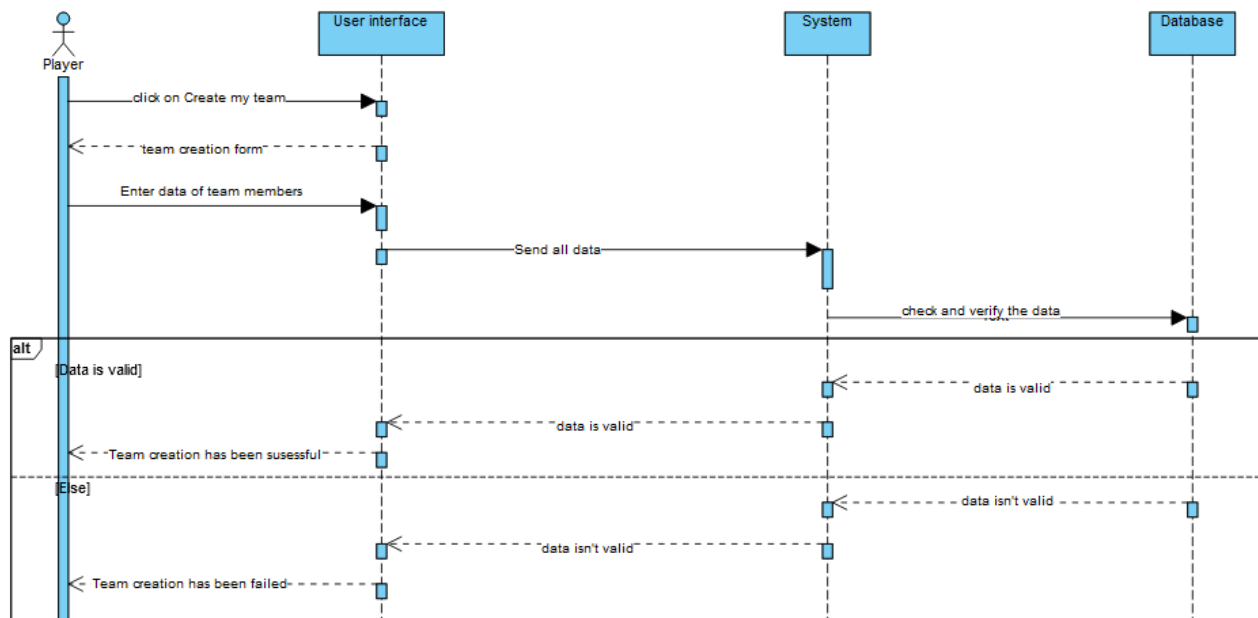 User interface
System
Database
Player
click on Create my team
team creation form
Enter data of team members
Send all data
check and verify the data
alt
[Data is valid]
data is valid
data is valid
Team creation has been susessful
[Else]
data isn't valid
data isn't valid
Team creation has been failed